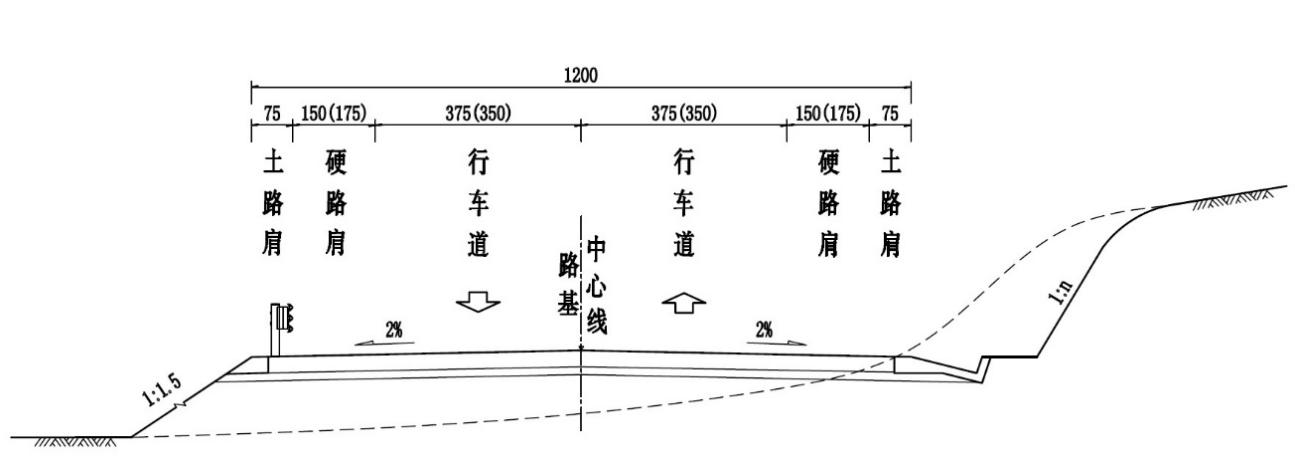 1200
75
150(175)
375(350)
375(350)
150(175)
75
土路肩
硬路肩
行车道
路基
中心线
行车道
硬路肩
土路肩
2%
2%
1:1.5
1:n